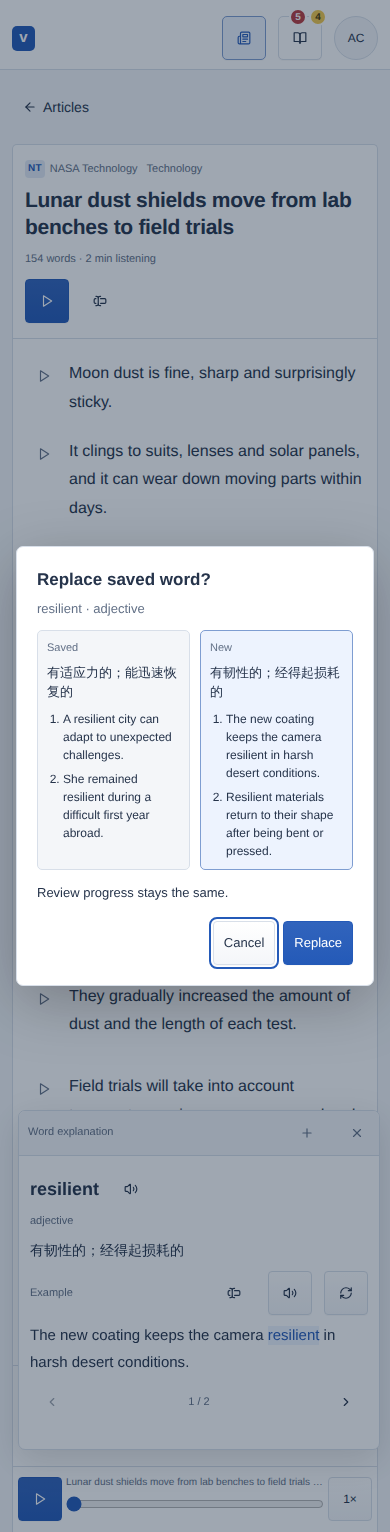 v
5
4
AC
Articles
NT NASA Technology Technology
Lunar dust shields move from lab
benches to field trials
154 words · 2 min listening
Moon dust is fine, sharp and surprisingly
sticky.
It clings to suits, lenses and solar panels,
and it can wear down moving parts within
days.
Replace saved word?
resilient · adjective
Saved
有适应力的；能迅速恢
复的
1. A resilient city can
adapt to unexpected
challenges.
2. She remained
resilient during a
difficult first year
abroad.
New
有韧性的；经得起损耗
的
1. The new coating
keeps the camera
resilient in harsh
desert conditions.
2. Resilient materials
return to their shape
after being bent or
pressed.
Review progress stays the same.
Cancel
Replace
They gradually increased the amount of
dust and the length of each test.
Field trials will take into account
Word explanation
resilient
adjective
有韧性的；经得起损耗的
Example
The new coating keeps the camera resilient in
harsh desert conditions.
1 / 2
Lunar dust shields move from lab benches to field trials ...
1×